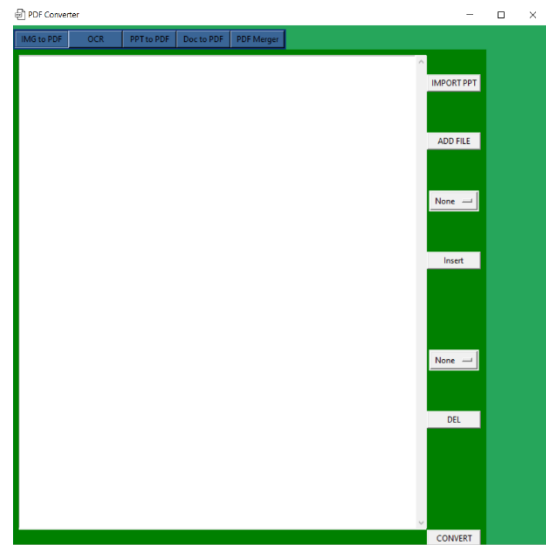 PDF Converter
IMG to PDF OCR PPT to PDF Doc to PDF PDF Merger
IMPORT PPT
ADD FILE
None
Insert
None
DEL
CONVERT